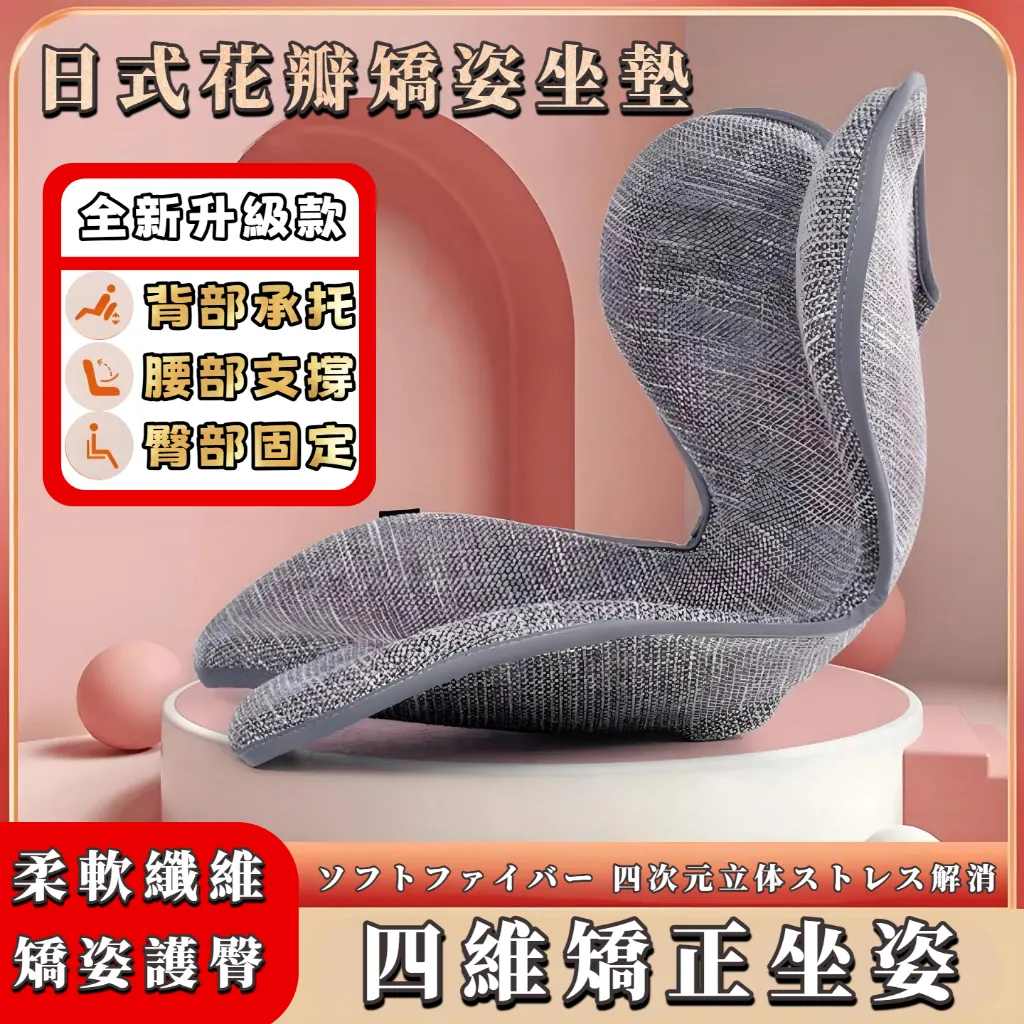 日式花瓣矯姿坐墊
全新升級款
背部承托
腰部支撐
臀部固定
柔軟纖維
矯姿護臀
ソフトファイバー 四次元立体ストレス解消
四維矯正坐姿